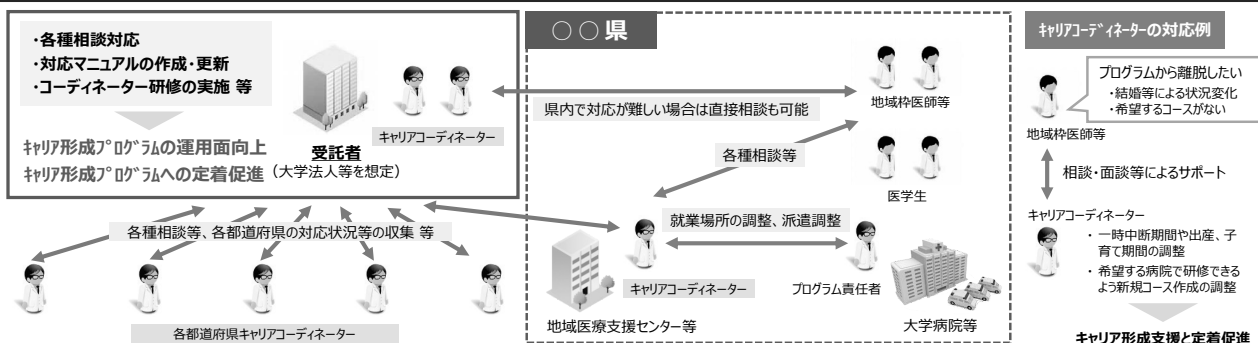 ・各種相談対応
・対応マニュアルの作成・更新
・コーディネーター研修の実施 等
ｷｬﾘｱ形成ﾌﾟﾛｸﾞﾗﾑの運用面向上
ｷｬﾘｱ形成ﾌﾟﾛｸﾞﾗﾑへの定着促進
キャリアコーディネーター
受託者
(大学法人等を想定)
各種相談等、各都道府県の対応状況等の収集 等
各都道府県キャリアコーディネーター
○○県
県内で対応が難しい場合は直接相談も可能
地域枠医師等
各種相談等
医学生
就業場所の調整、派遣調整
キャリアコーディネーター
プログラム責任者
地域医療支援センター等
大学病院等
ｷｬﾘｱｺｰﾃﾞｨﾈｰﾀｰの対応例
プログラムから離脱したい
・結婚等による状況変化
・希望するコースがない
地域枠医師等
相談・面談等によるサポート
キャリアコーディネーター
・ 一時中断期間や出産、子
育て期間の調整
・ 希望する病院で研修できる
よう新規コース作成の調整
キャリア形成支援と定着促進